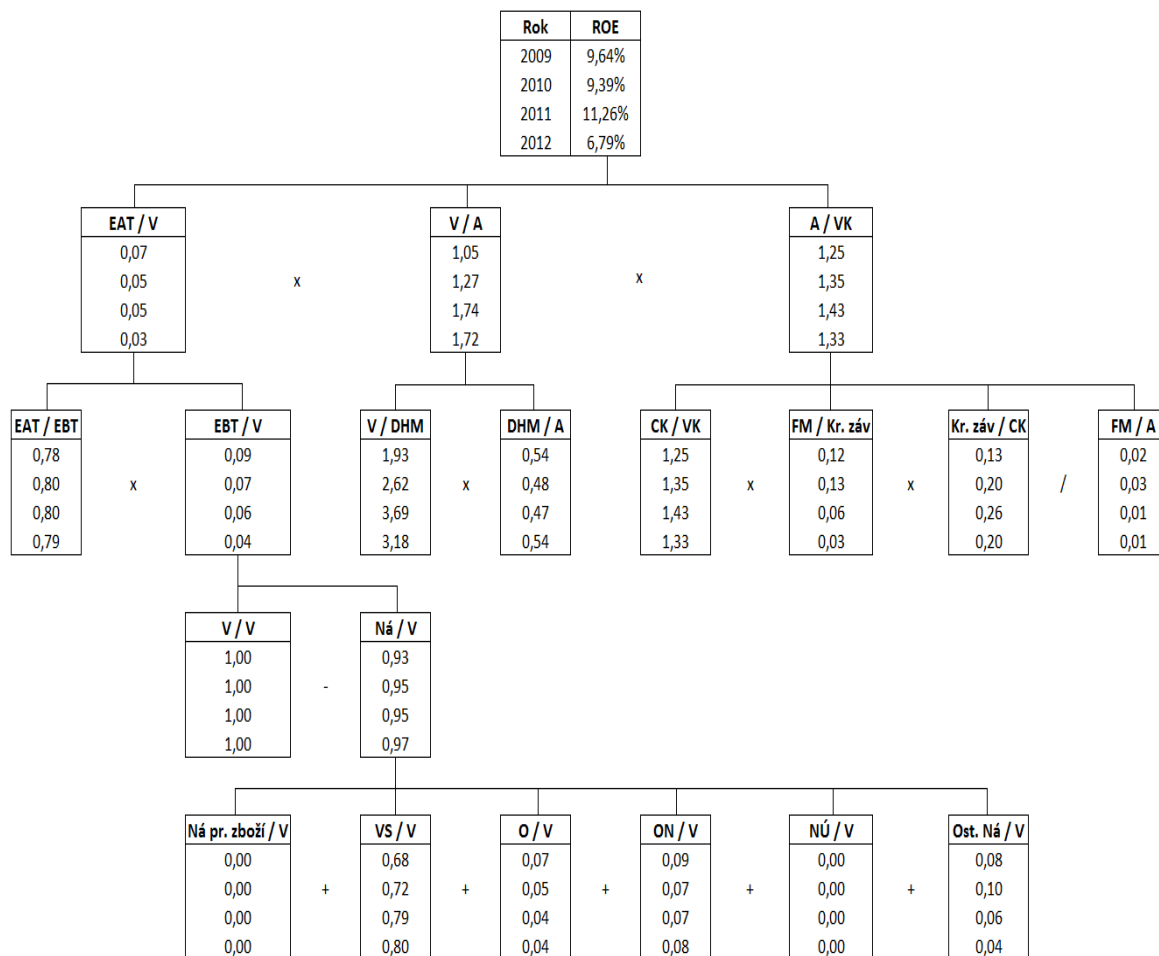 Rok ROE
2009 9,64%
2010 9,39%
2011 11,26%
2012 6,79%
EAT / V V / A A / VK
0,07 1,05 1,25
0,05 x 1,27 x 1,35
0,05 1,74 1,43
0,03 1,72 1,33
EAT / EBT EBT / V V / DHM DHM / A CK / VK FM / Kr. záv Kr. záv / CK FM / A
0,78 0,09 1,93 0,54 1,25 0,12 0,13 0,02
0,80 x 0,07 2,62 x 0,48 1,35 x 0,13 x 0,20 / 0,03
0,80 0,06 3,69 0,47 1,43 0,06 0,26 0,01
0,79 0,04 3,18 0,54 1,33 0,03 0,20 0,01
V / V Ná / V
1,00 0,93
1,00 - 0,95
1,00 0,95
1,00 0,97
Ná pr. zboží / V VS / V O / V ON / V NÚ / V Ost. Ná / V
0,00 0,68 0,07 0,09 0,00 0,08
0,00 + 0,72 + 0,05 + 0,07 + 0,00 + 0,10
0,00 0,79 0,04 0,07 0,00 0,06
0,00 0,80 0,04 0,08 0,00 0,04